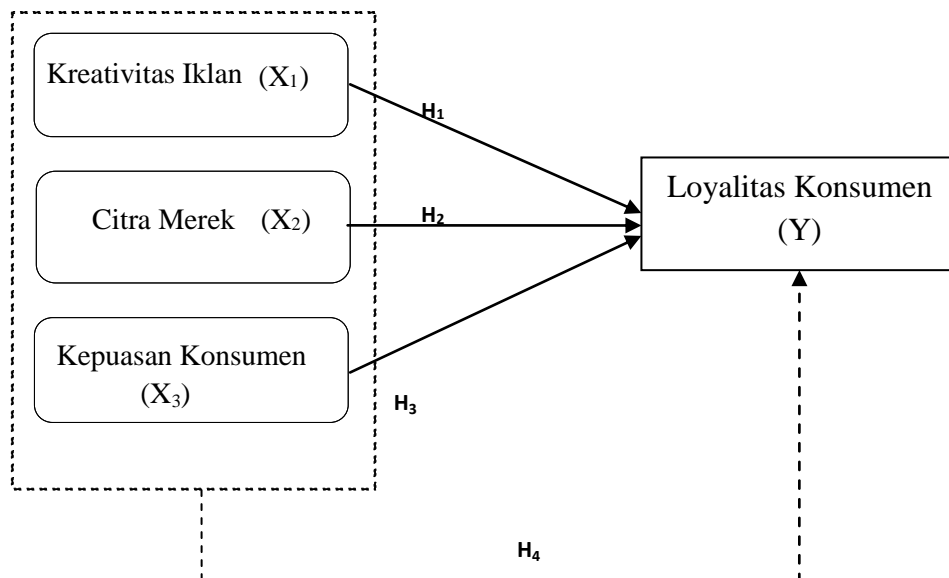 Kreativitas Iklan (X₁)
H₁
Citra Merek (X₂)
H₂
Loyalitas Konsumen
(Y)
Kepuasan Konsumen
(X₃)
H₃
H₄